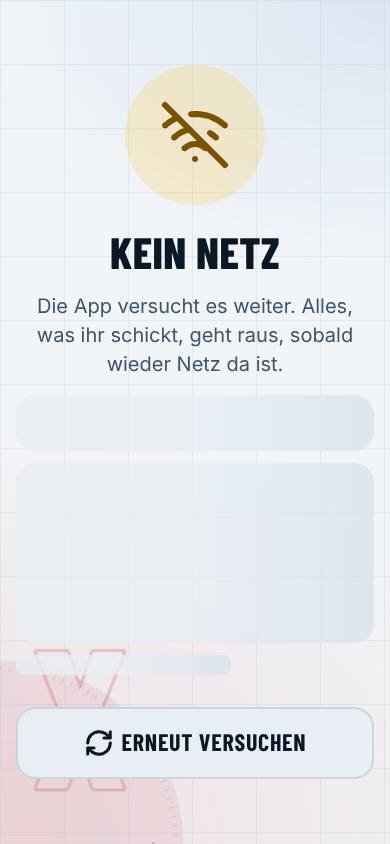 KEIN NETZ
Die App versucht es weiter. Alles,
was ihr schickt, geht raus, sobald
wieder Netz da ist.
X
ERNEUT VERSUCHEN